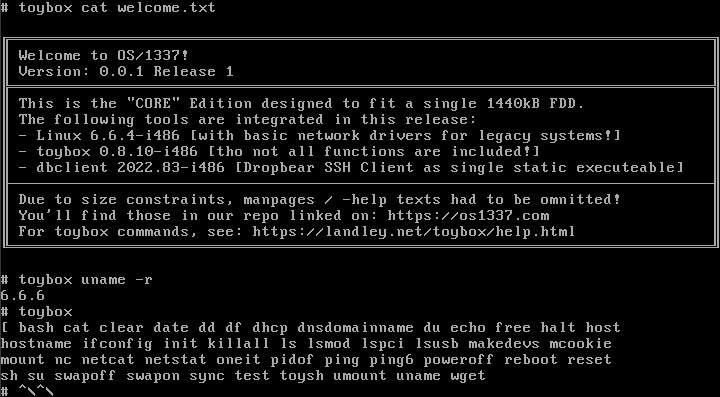 # toybox cat welcome.txt
Welcome to OS/1337!
Version: 0.0.1 Release 1
This is the "CORE" Edition designed to fit a single 1440kB FDD.
The following tools are integrated in this release:
- Linux 6.6.4-i486 [with basic network drivers for legacy systems!]
- toybox 0.8.10-i486 [tho not all functions are included!]
- dbclient 2022.83-i486 [Dropbear SSH Client as single static executeable]
Due to size constraints, manpages / -help texts had to be omnitted!
You'll find those in our repo linked on: https://os1337.com
For toybox commands, see: https://landley.net/toybox/help.html
# toybox uname -r
6.6.6
# toybox
[ bash cat clear date dd df dhcp dnsdomainname du echo free halt host
hostname ifconfig init killall ls lsmod lspci lsusb makedevs mcookie
mount nc netcat netstat oneit pidof ping ping6 poweroff reboot reset
sh su swapoff swapon sync test toysh umount uname wget
# ^\^\